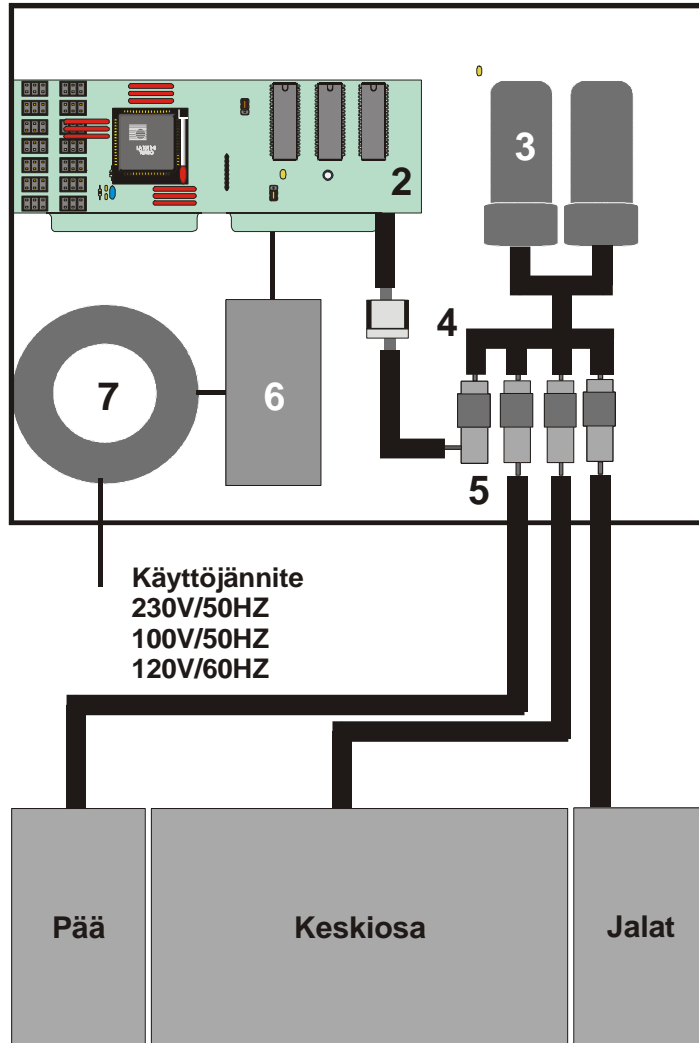 2
3
4
7
6
5
Käyttöjännite
230V/50HZ
100V/50HZ
120V/60HZ
Pää
Keskiosa
Jalat